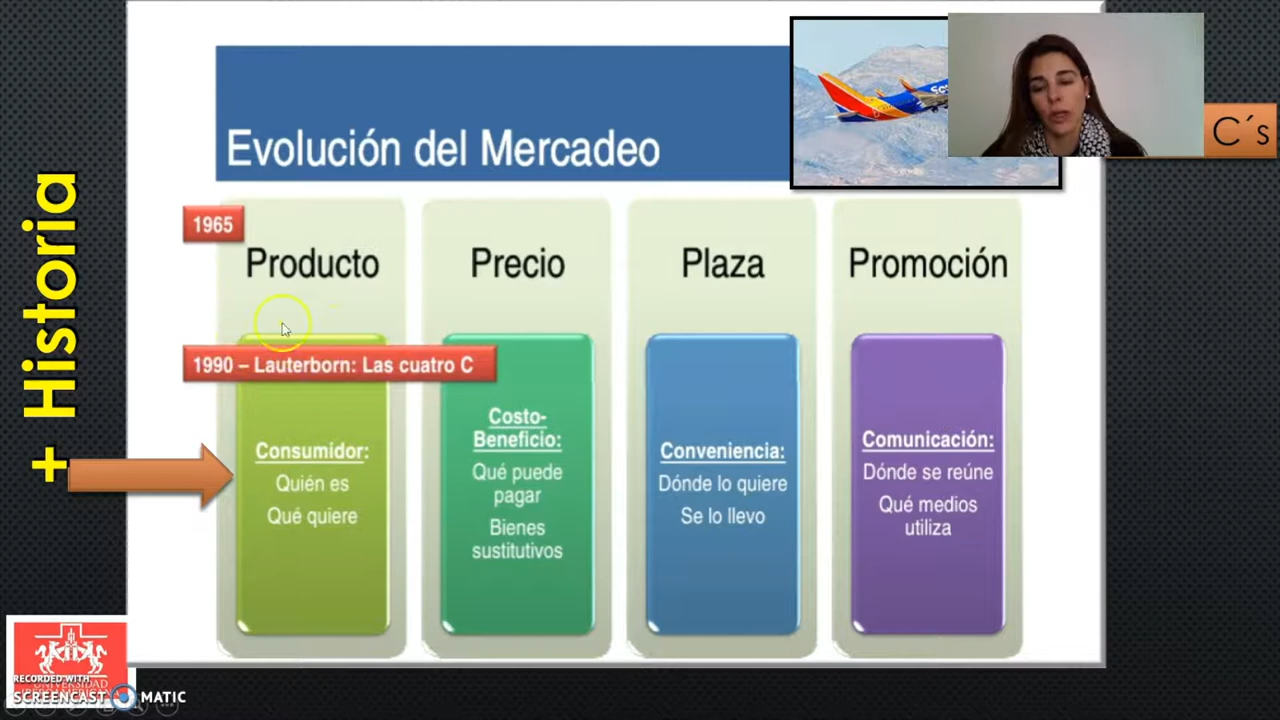 + Historia
Evolución del Mercadeo
C´s
1965
Producto
Precio
Plaza
Promoción
1990 – Lauterborn: Las cuatro C
Consumidor:
Quién es
Qué quiere
Costo-
Beneficio:
Qué puede
pagar
Bienes
sustitutivos
Conveniencia:
Dónde lo quiere
Se lo llevo
Comunicación:
Dónde se reúne
Qué medios
utiliza
RECORDED WITH
SCREENCAST MATIC